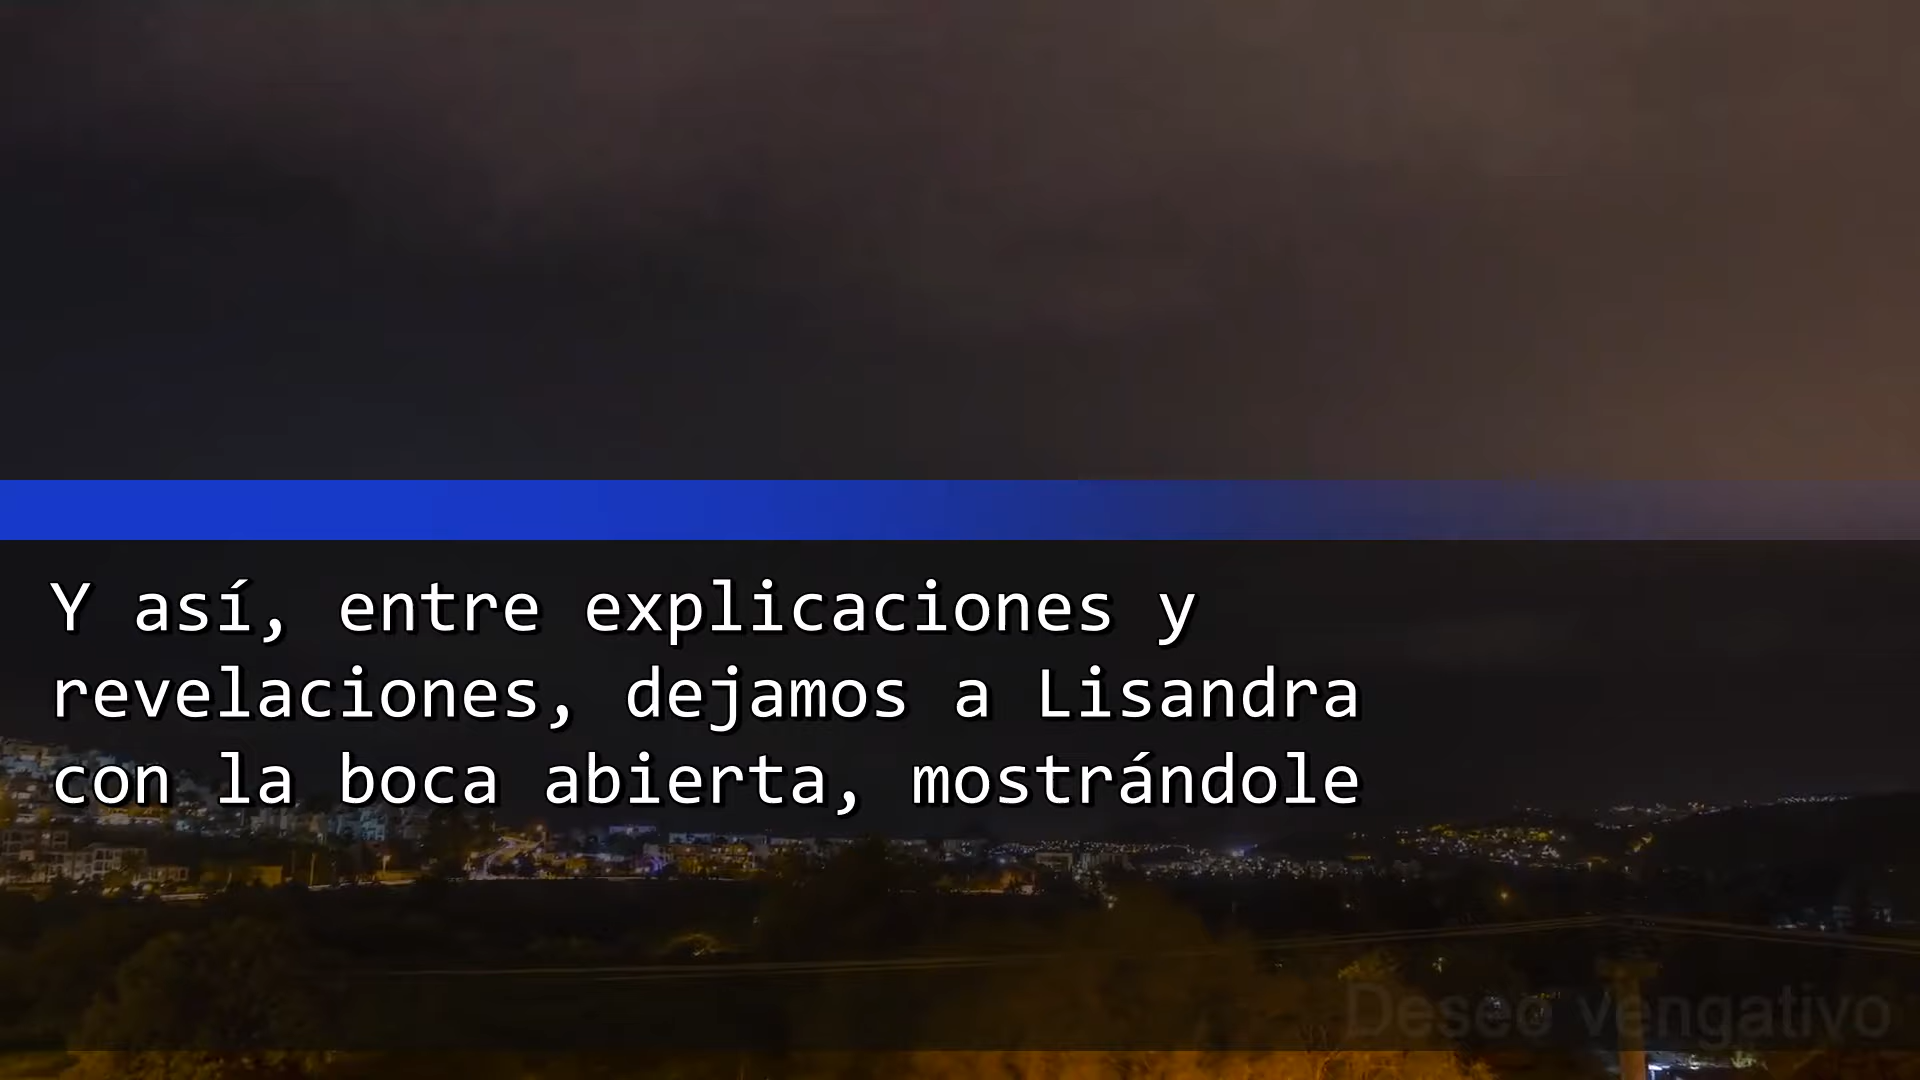 Y así, entre explicaciones y
revelaciones, dejamos a Lisandra
con la boca abierta, mostrándole
Deseo vengativo